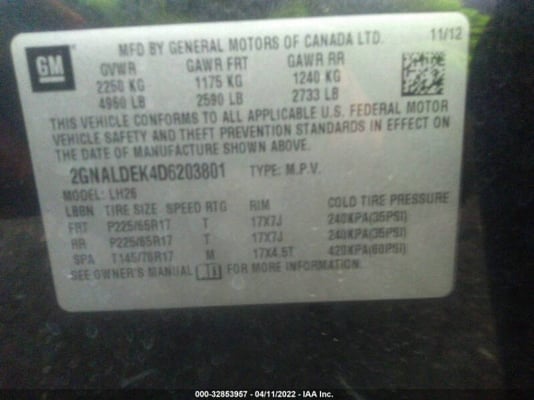 GM
MFD BY GENERAL MOTORS OF CANADA LTD. 11/12
GVWR GAWR FRT GAWR RR
2250 KG 1175 KG 1240 KG
4960 LB 2590 LB 2733 LB
THIS VEHICLE CONFORMS TO ALL APPLICABLE U.S. FEDERAL MOTOR
VEHICLE SAFETY AND THEFT PREVENTION STANDARDS IN EFFECT ON
THE DATE OF MANUFACTURE SHOWN ABOVE.
2GNALDEK4D6203801 TYPE: M.P.V.
MODEL: LH26
LBBN TIRE SIZE SPEED RTG RIM COLD TIRE PRESSURE
FRT P225/65R17 T 17X7J 240KPA(35PSI)
RR P225/65R17 T 17X7J 240KPA(35PSI)
SPA T145/70R17 M 17X4.5T 420KPA(60PSI)
SEE OWNER'S MANUAL FOR MORE INFORMATION.
000-32853957 - 04/11/2022 - IAA Inc.